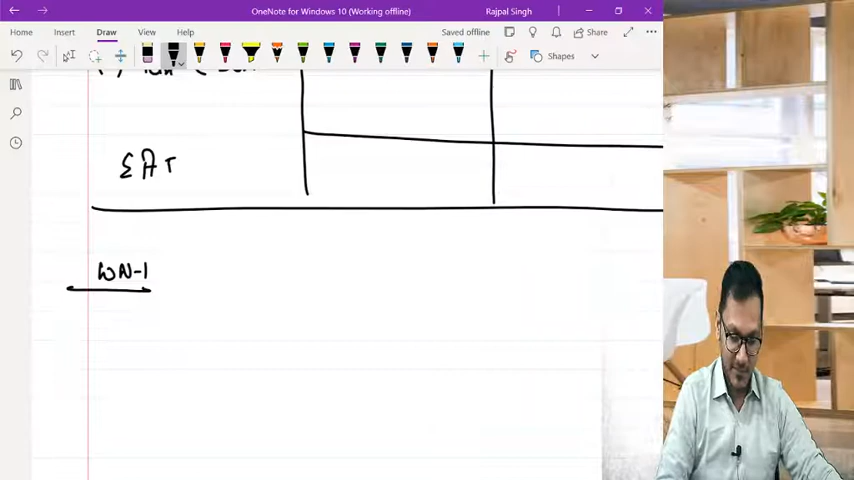 OneNote for Windows 10 (Working offline)
Rajpal Singh
Home Insert Draw View Help
Saved offline Share
Shapes
EAT
WN-1